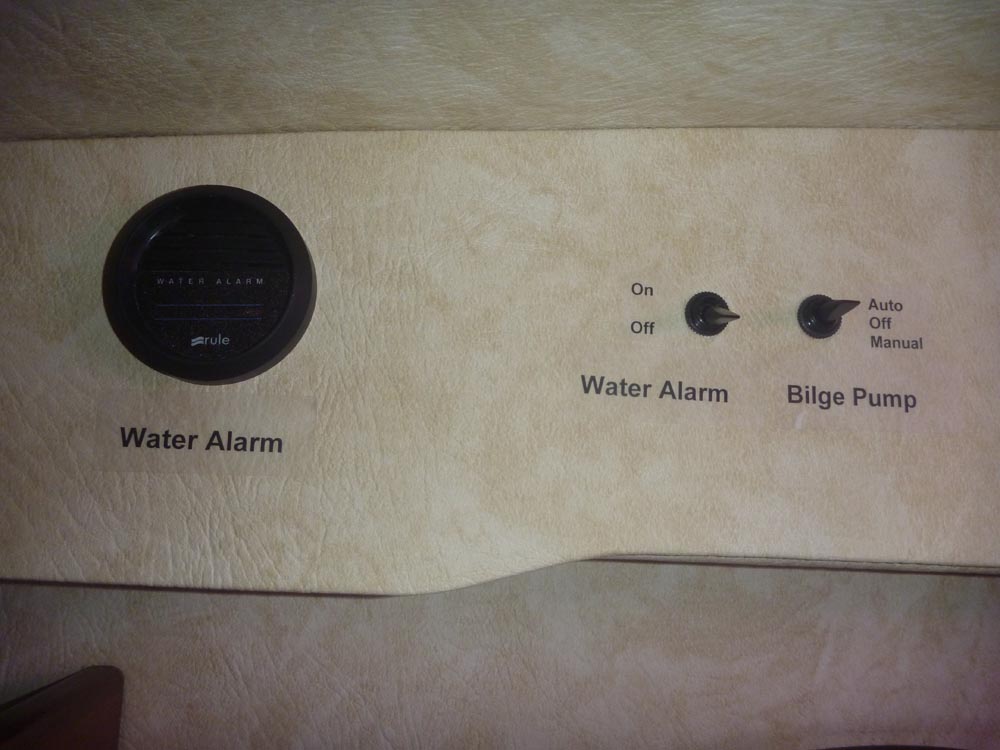 WATER ALARM
rule
Water Alarm
On
Off
Water Alarm
Auto
Off
Manual
Bilge Pump